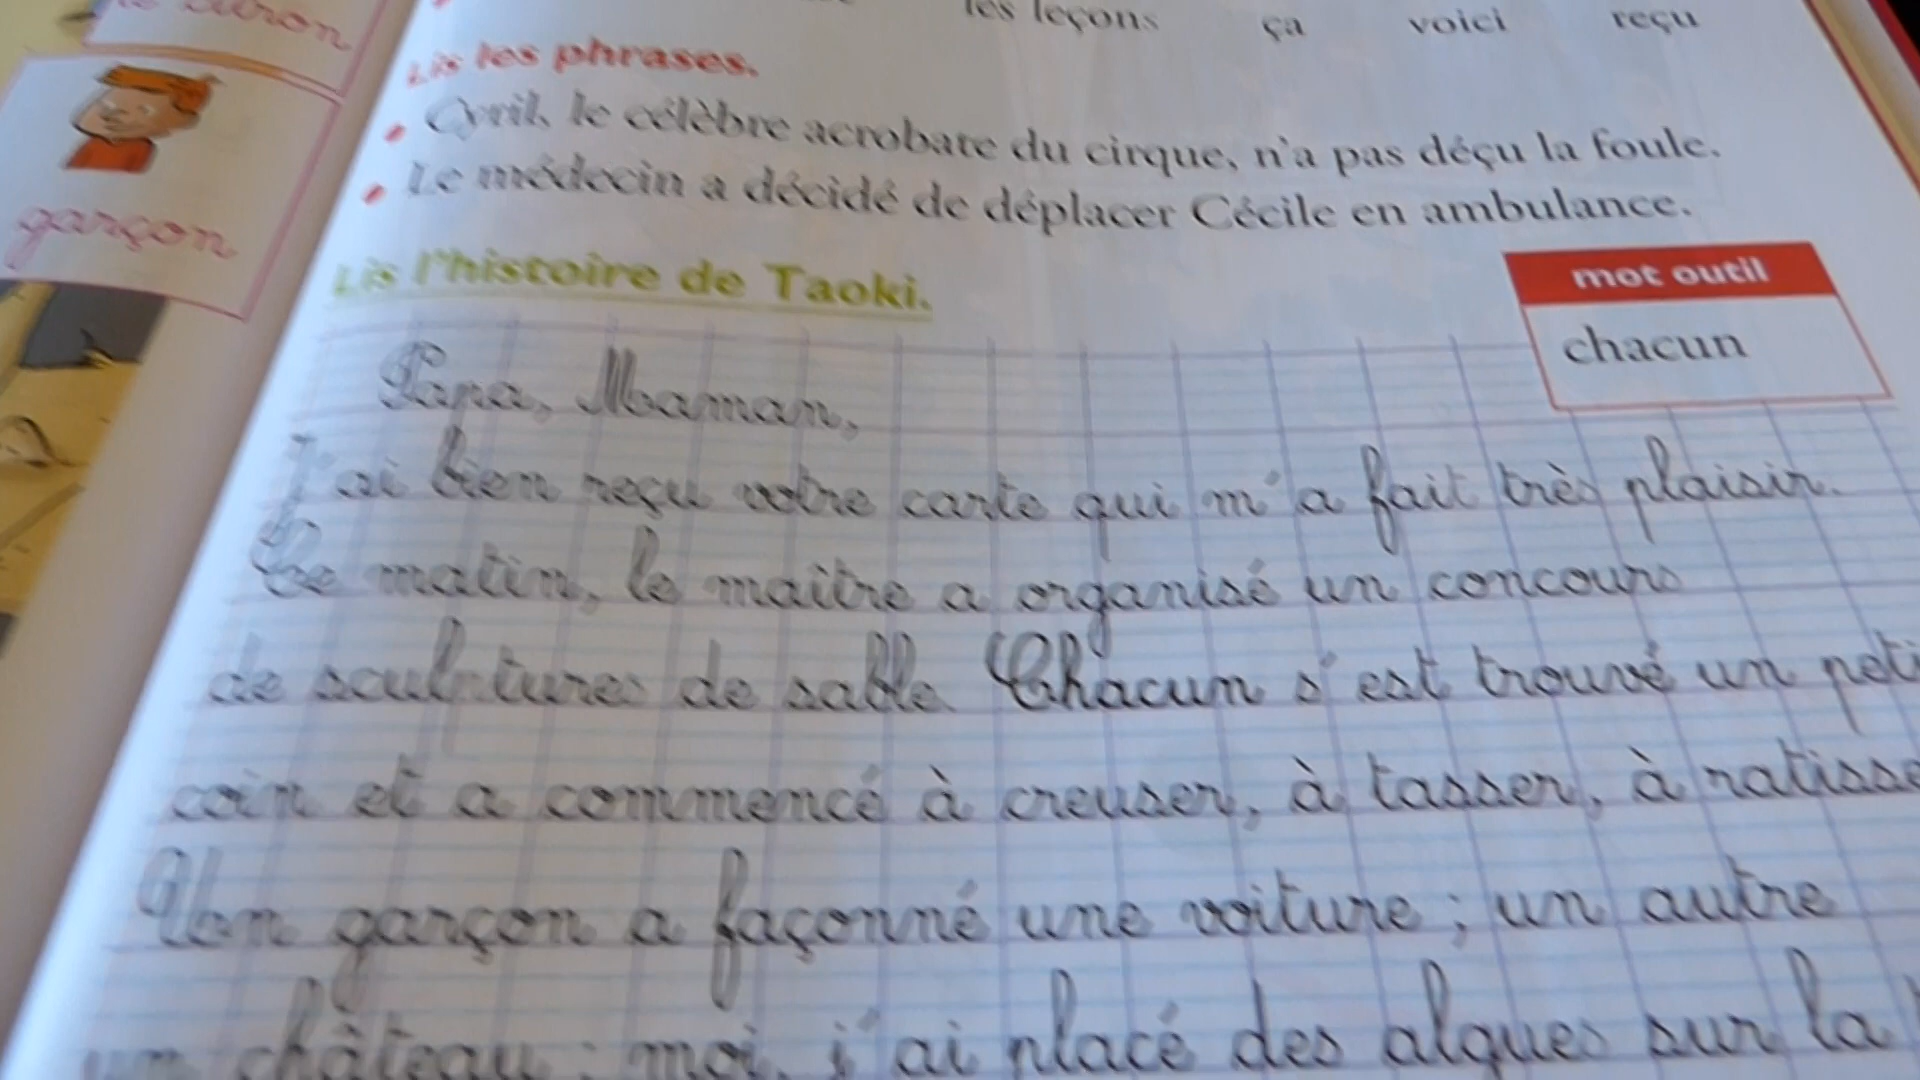 citron
garçon
les leçons ça voici reçu
Lis les phrases.
Cyril, le célèbre acrobate du cirque, n'a pas déçu la foule.
Le médecin a décidé de déplacer Cécile en ambulance.
Lis l'histoire de Taoki.
mot outil
chacun
Papa, Maman,
J'ai bien reçu votre carte qui m'a fait très plaisir.
Ce matin, le maître a organisé un concours
de sculptures de sable. Chacun s'est trouvé un peti
coin et a commencé à creuser, à tasser, à ratisse
Un garçon a façonné une voiture ; un autre
un château ; moi, j'ai placé des algues sur la